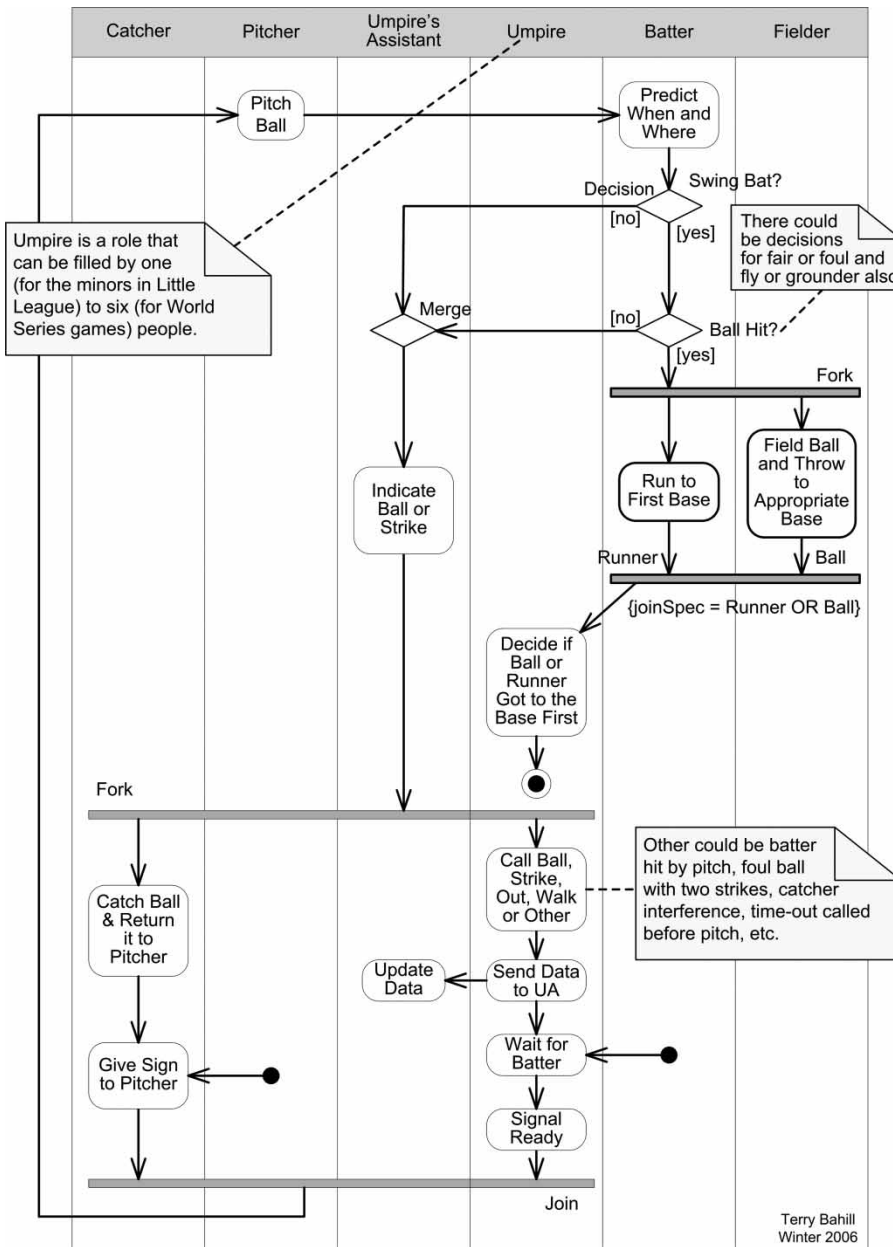 Catcher
Pitcher
Umpire's
Assistant
Umpire
Batter
Fielder
Pitch
Ball
Predict
When and
Where
Decision
Swing Bat?
[no]
[yes]
Umpire is a role that
can be filled by one
(for the minors in Little
League) to six (for World
Series games) people.
There could
be decisions
for fair or foul and
fly or grounder also
Merge
[no]
Ball Hit?
[yes]
Fork
Indicate
Ball or
Strike
Run to
First Base
Field Ball
and Throw
to
Appropriate
Base
Runner
Ball
{joinSpec = Runner OR Ball}
Decide if
Ball or
Runner
Got to the
Base First
Fork
Catch Ball
& Return
it to
Pitcher
Call Ball,
Strike,
Out, Walk
or Other
Other could be batter
hit by pitch, foul ball
with two strikes, catcher
interference, time-out called
before pitch, etc.
Update
Data
Send Data
to UA
Give Sign
to Pitcher
Wait for
Batter
Signal
Ready
Join
Terry Bahill
Winter 2006